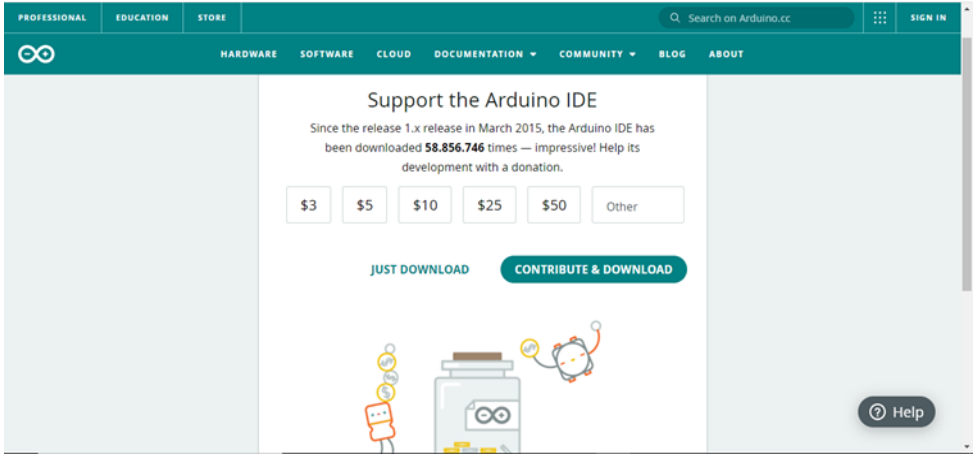 PROFESSIONAL EDUCATION STORE Search on Arduino.cc SIGN IN
HARDWARE SOFTWARE CLOUD DOCUMENTATION COMMUNITY BLOG ABOUT
Support the Arduino IDE
Since the release 1.x release in March 2015, the Arduino IDE has
been downloaded 58.856.746 times — impressive! Help its
development with a donation.
$3 $5 $10 $25 $50 Other
JUST DOWNLOAD CONTRIBUTE & DOWNLOAD
Help